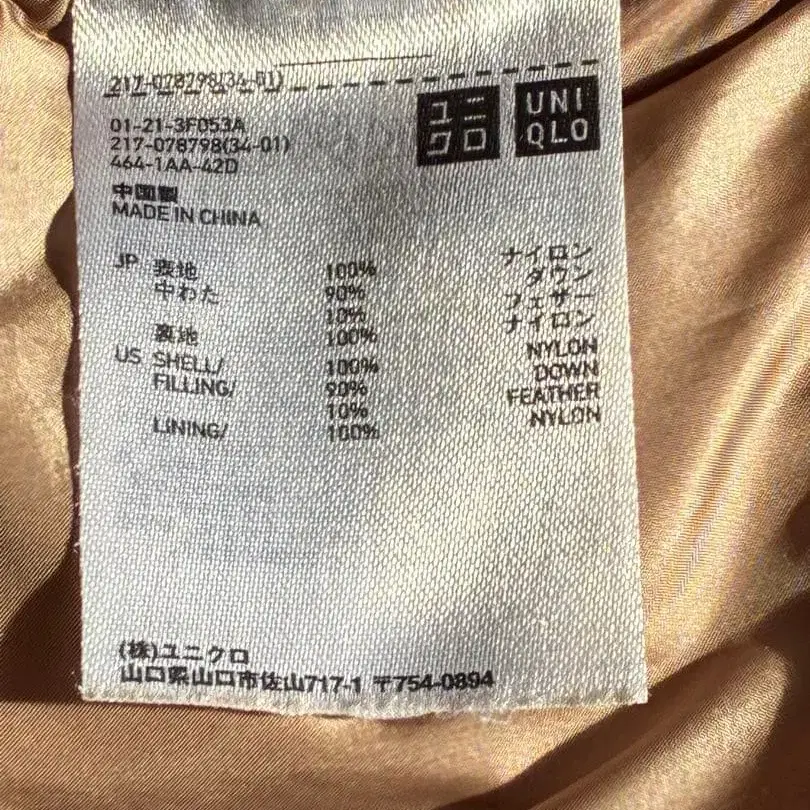 217-078798(34-01)
ユニクロ
UNIQLO
01-21-3F053A
217-078798(34-01)
464-1AA-42D
中国製
MADE IN CHINA
JP 表地 100% ナイロン
中わた 90% ダウン
10% フェザー
裏地 100% ナイロン
US SHELL/ 100% NYLON
FILLING/ 90% DOWN
10% FEATHER
LINING/ 100% NYLON
(株)ユニクロ
山口県山口市佐山717-1 〒754-0894